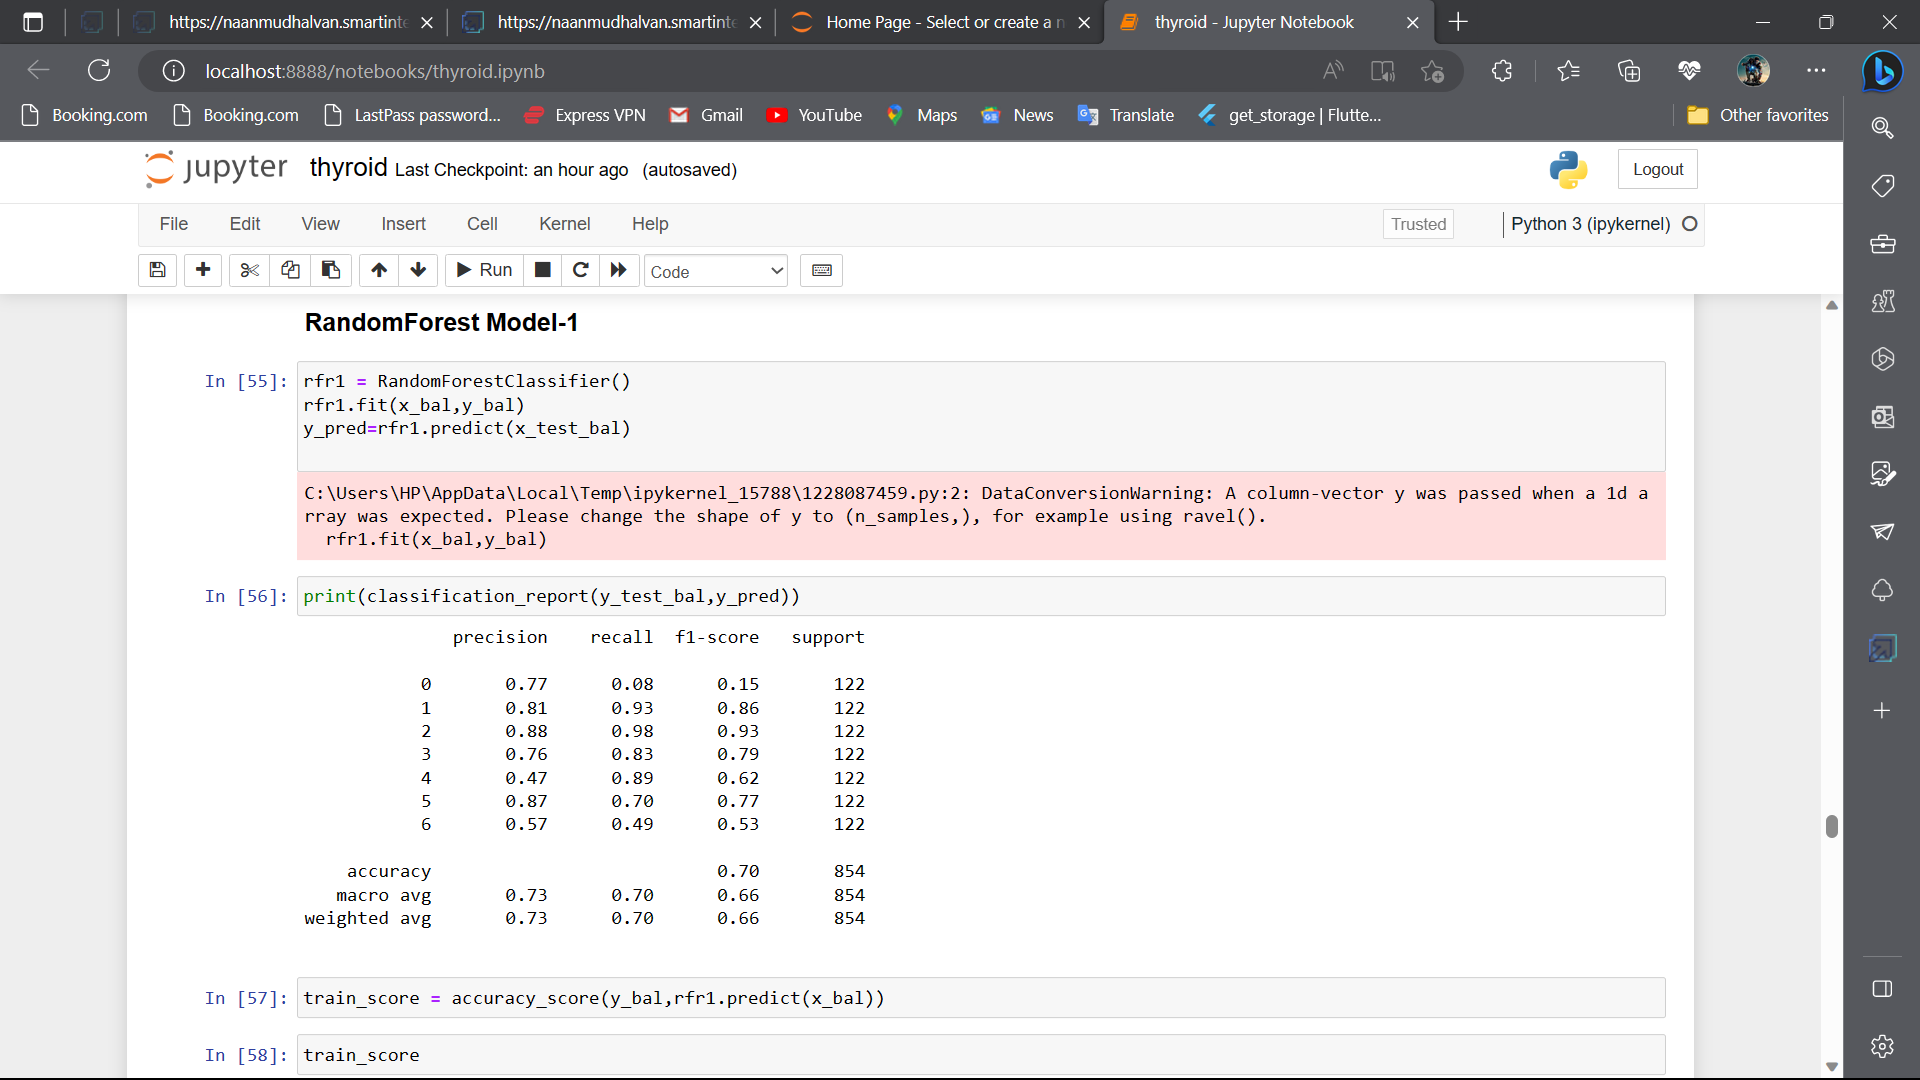 https://naanmudhalvan.smartinte
https://naanmudhalvan.smartinte
Home Page - Select or create a n
thyroid - Jupyter Notebook
localhost:8888/notebooks/thyroid.ipynb
Booking.com
Booking.com
LastPass password...
Express VPN
Gmail
YouTube
Maps
News
Translate
get_storage | Flutte...
Other favorites
jupyter thyroid Last Checkpoint: an hour ago (autosaved)
Logout
File Edit View Insert Cell Kernel Help
Trusted
Python 3 (ipykernel)
Run
Code
RandomForest Model-1
In [55]: rfr1 = RandomForestClassifier()
rfr1.fit(x_bal,y_bal)
y_pred=rfr1.predict(x_test_bal)
C:\Users\HP\AppData\Local\Temp\ipykernel_15788\1228087459.py:2: DataConversionWarning: A column-vector y was passed when a 1d a
rray was expected. Please change the shape of y to (n_samples,), for example using ravel().
rfr1.fit(x_bal,y_bal)
In [56]: print(classification_report(y_test_bal,y_pred))
precision recall f1-score support
0 0.77 0.08 0.15 122
1 0.81 0.93 0.86 122
2 0.88 0.98 0.93 122
3 0.76 0.83 0.79 122
4 0.47 0.89 0.62 122
5 0.87 0.70 0.77 122
6 0.57 0.49 0.53 122
accuracy 0.70 854
macro avg 0.73 0.70 0.66 854
weighted avg 0.73 0.70 0.66 854
In [57]: train_score = accuracy_score(y_bal,rfr1.predict(x_bal))
In [58]: train_score